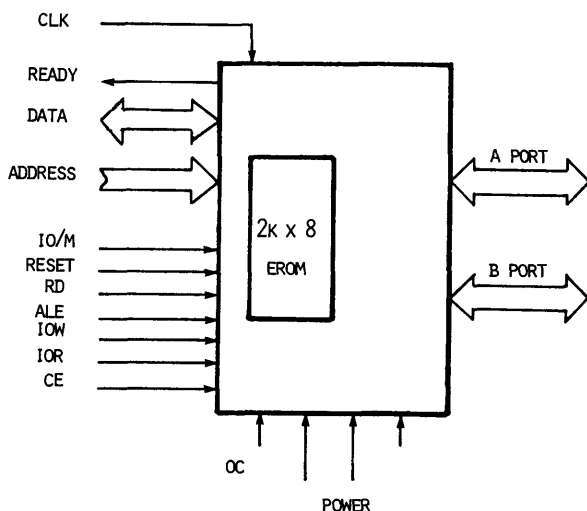 CLK
READY
DATA
ADDRESS
IO/M
RESET
RD
ALE
IOW
IOR
CE
2K x 8
EROM
A PORT
B PORT
OC
POWER